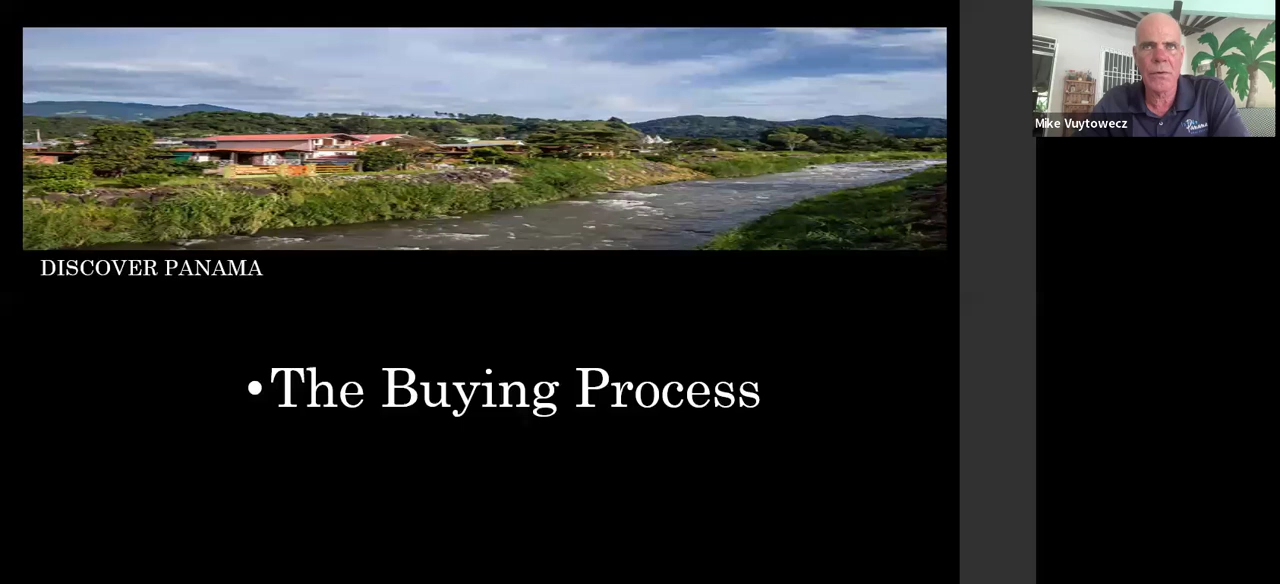 Mike Vuytowecz
DISCOVER PANAMA
• The Buying Process